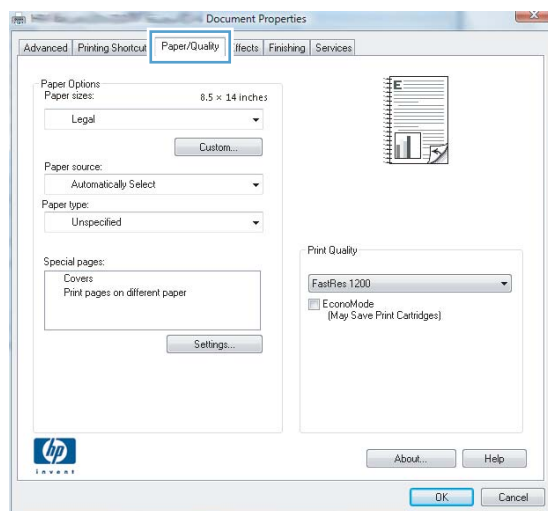 Document Properties
Advanced Printing Shortcut Paper/Quality ffects Finishing Services
Paper Options
Paper sizes: 8.5 × 14 inches
Legal
Custom...
Paper source:
Automatically Select
Paper type:
Unspecified
Special pages:
Covers
Print pages on different paper
Settings...
E
Print Quality
FastRes 1200
EconoMode
(May Save Print Cartridges)
hp
invent
About... Help
OK Cancel